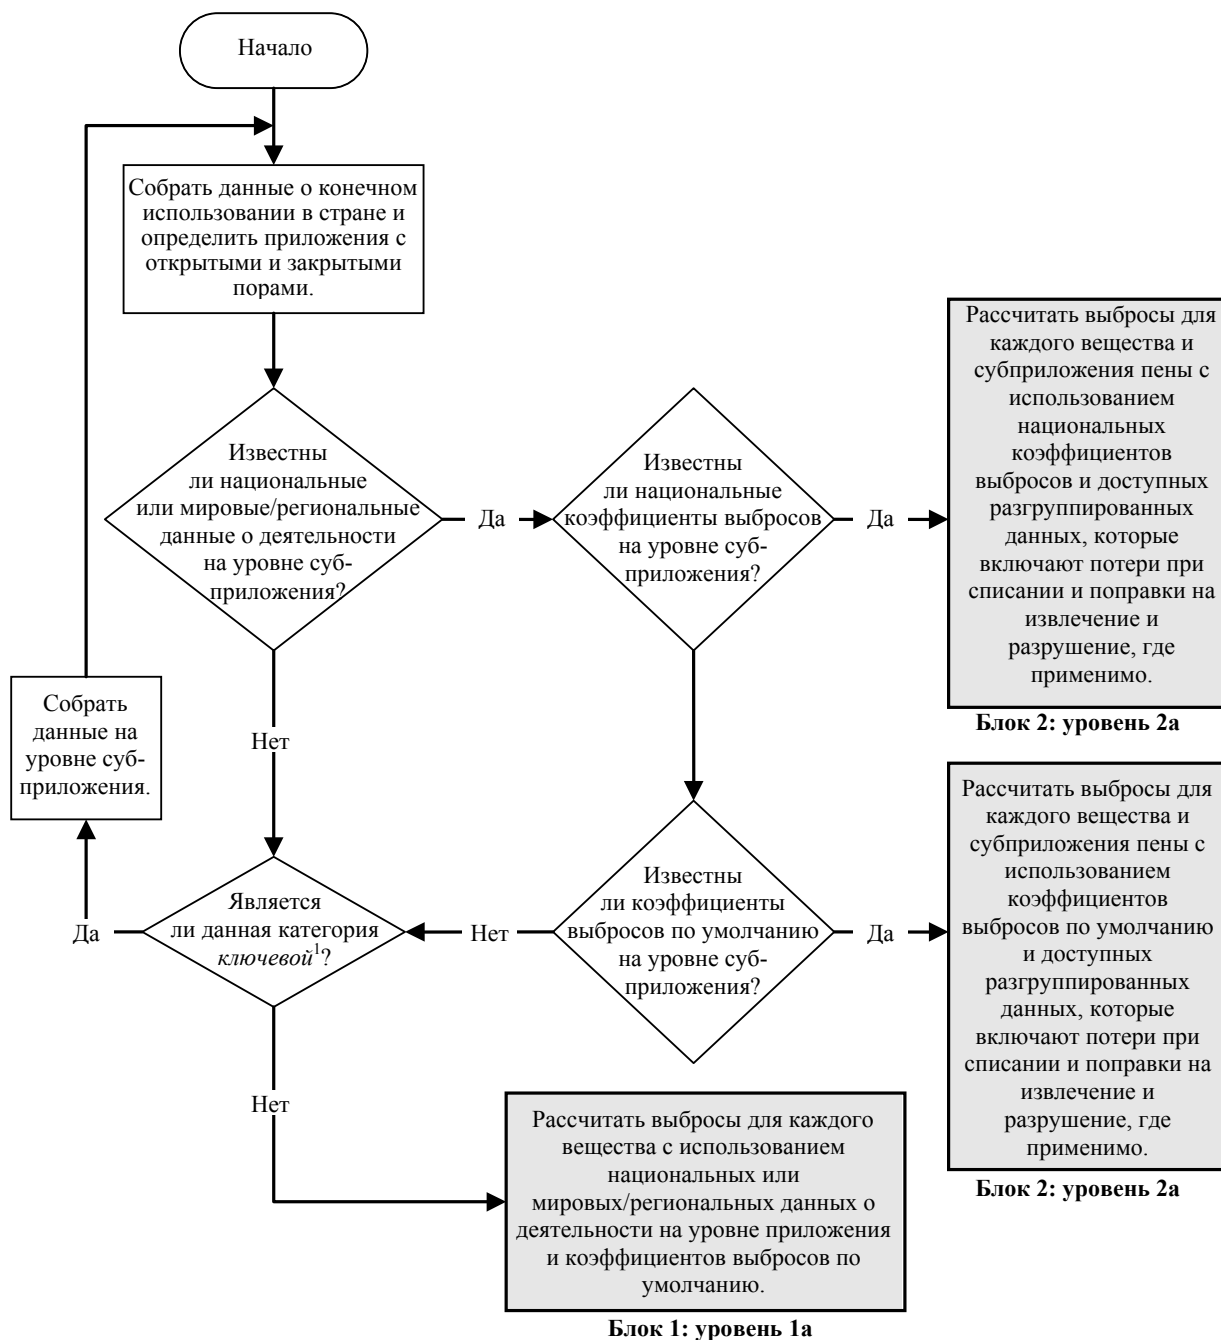 Начало
Собрать данные о конечном
использовании в стране и
определить приложения с
открытыми и закрытыми
порами.
Известны
ли национальные
или мировые/региональные
данные о деятельности
на уровне суб-
приложения?
Да
Известны
ли национальные
коэффициенты выбросов
на уровне суб-
приложения?
Да
Рассчитать выбросы для
каждого вещества и
субприложения пены с
использованием
национальных
коэффициентов
выбросов и доступных
разгруппированных
данных, которые
включают потери при
списании и поправки на
извлечение и
разрушение, где
применимо.
Блок 2: уровень 2а
Собрать
данные на
уровне суб-
приложения.
Нет
Да
Является
ли данная категория
ключевой¹?
Нет
Известны
ли коэффициенты
выбросов по умолчанию
на уровне суб-
приложения?
Да
Рассчитать выбросы для
каждого вещества и
субприложения пены с
использованием
коэффициентов
выбросов по умолчанию
и доступных
разгруппированных
данных, которые
включают потери при
списании и поправки на
извлечение и
разрушение, где
применимо.
Блок 2: уровень 2а
Нет
Рассчитать выбросы для каждого
вещества с использованием
национальных или
мировых/региональных данных о
деятельности на уровне приложения
и коэффициентов выбросов по
умолчанию.
Блок 1: уровень 1а